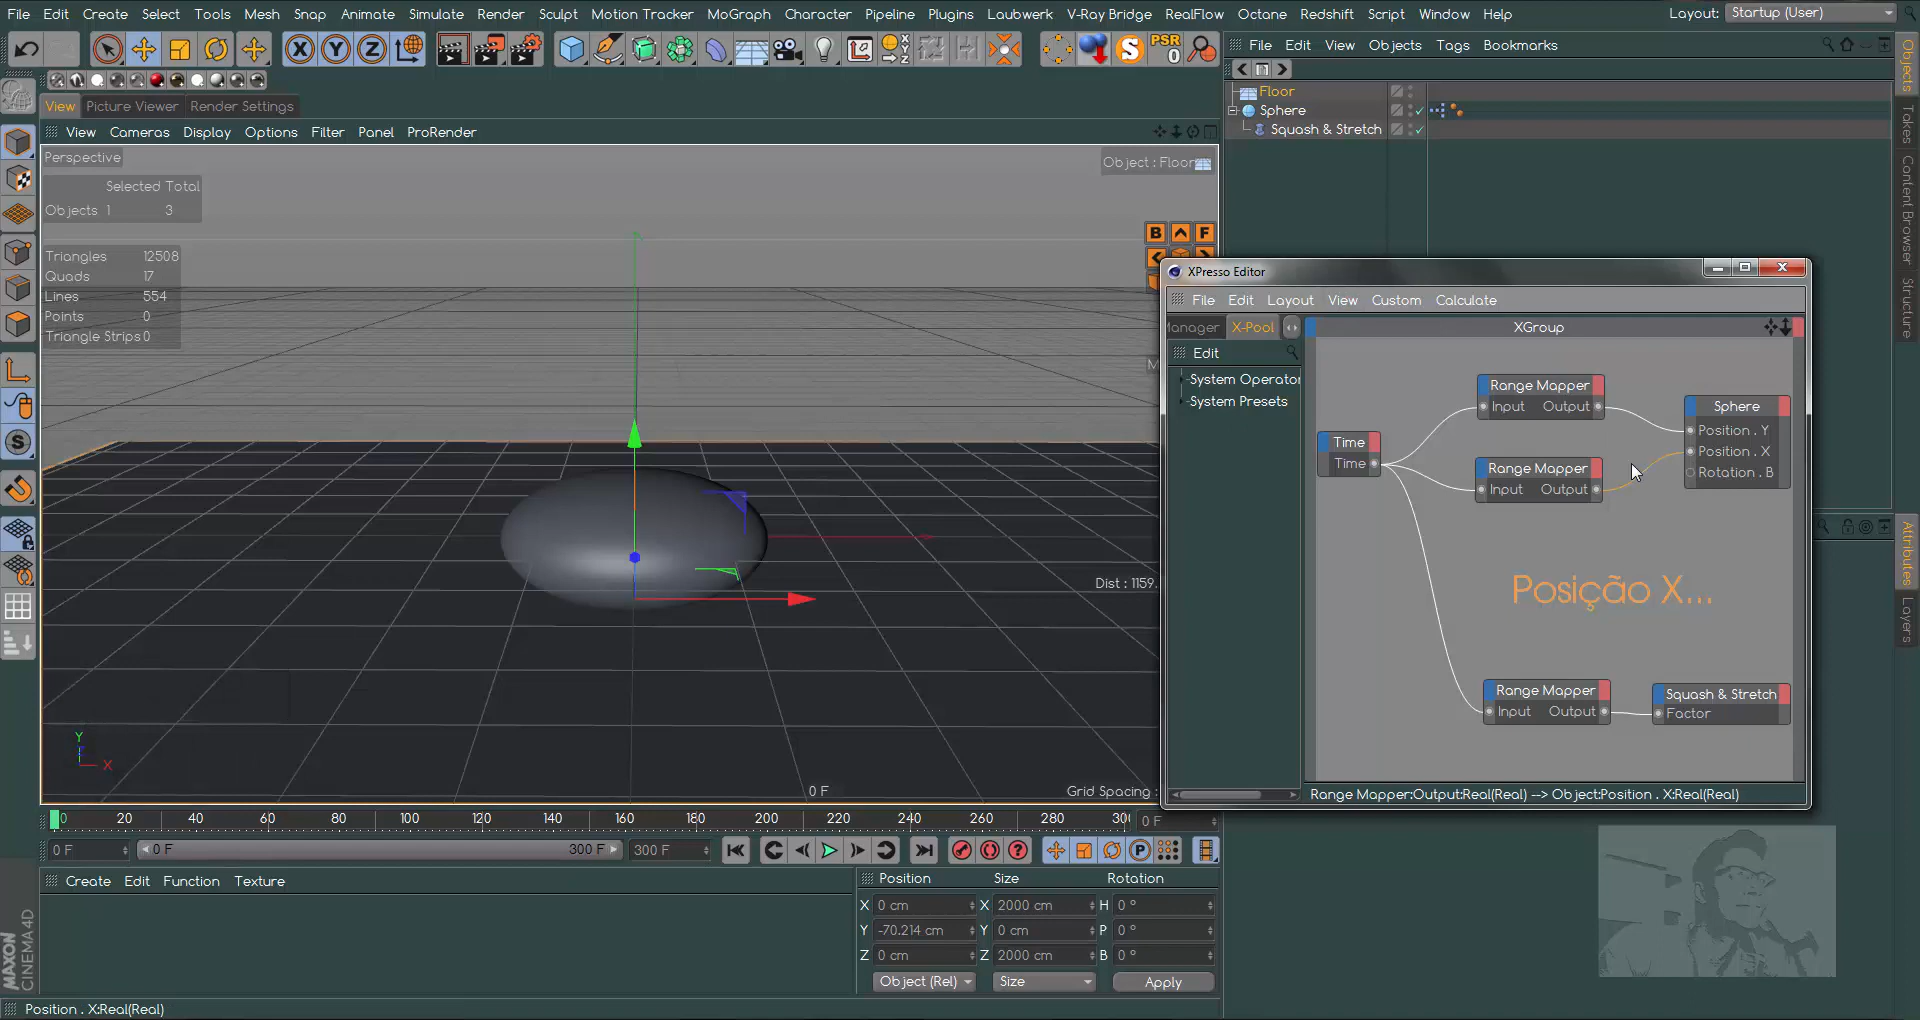 File Edit Create Select Tools Mesh Snap Animate Simulate Render Sculpt Motion Tracker MoGraph Character Pipeline Plugins Laubwerk V-Ray Bridge RealFlow Octane Redshift Script Window Help Layout: Startup (User)
X Y Z S PSR 0
File Edit View Objects Tags Bookmarks
View Picture Viewer Render Settings
View Cameras Display Options Filter Panel ProRender
Floor
Sphere
Squash & Stretch
Objects
Takes
Content Browser
Structure
Attributes
Layers
Perspective
Object : Floor
Selected Total
Objects 1 3
Triangles 12508
Quads 17
Lines 554
Points 0
Triangle Strips 0
B F
XPresso Editor
File Edit Layout View Custom Calculate
X-Pool
XGroup
Edit
System Operator
System Presets
Range Mapper
Input Output
Sphere
Position . Y
Position . X
Rotation . B
Time
Time
Range Mapper
Input Output
Posição X...
Range Mapper
Input Output
Squash & Stretch
Factor
Range Mapper:Output:Real(Real) --> Object:Position . X:Real(Real)
Dist : 1159.
Y
X
0 F
Grid Spacing :
0 20 40 60 80 100 120 140 160 180 200 220 240 260 280 300 0 F
0 F 0 F 300 F 300 F
P
Create Edit Function Texture
Position Size Rotation
X 0 cm X 2000 cm H 0 °
Y -70.214 cm Y 0 cm P 0 °
Z 0 cm Z 2000 cm B 0 °
Object (Rel) Size Apply
MAXON
CINEMA 4D
Position . X:Real(Real)